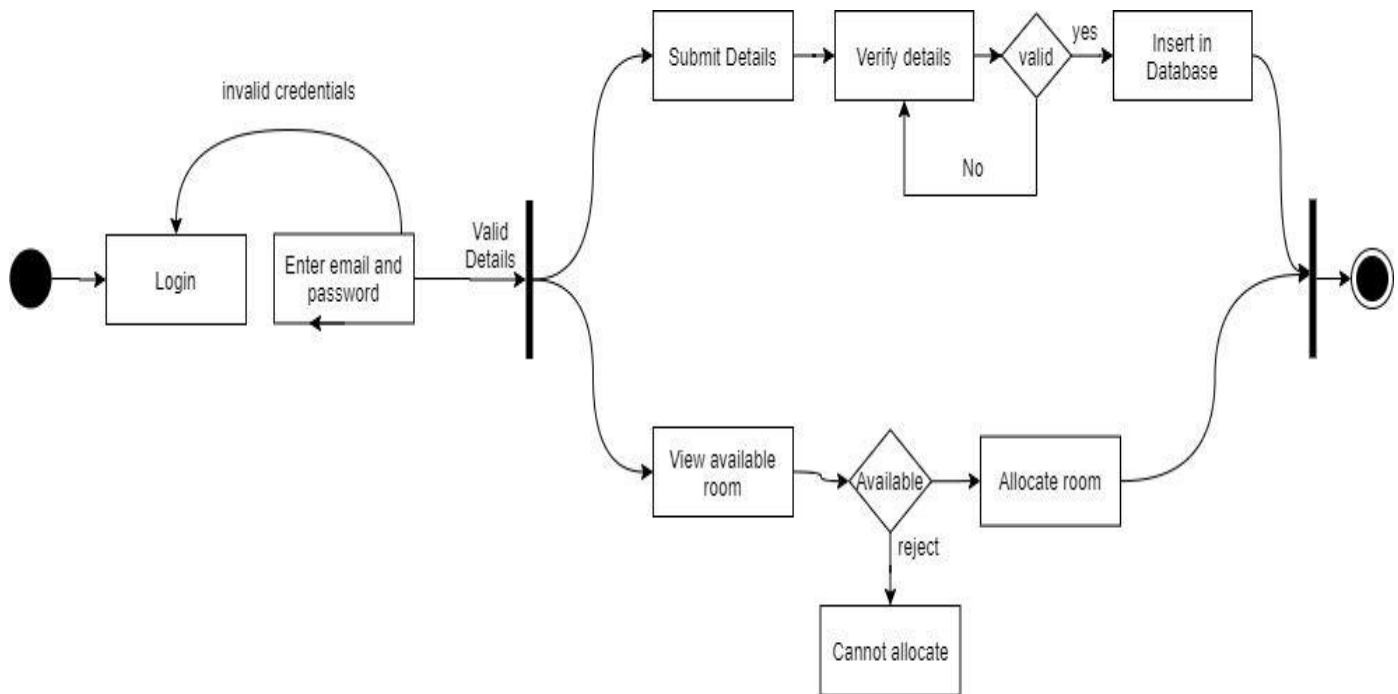 Submit Details
Verify details
valid
yes
Insert in
Database
invalid credentials
No
Login
Enter email and
password
Valid
Details
View available
room
Available
Allocate room
reject
Cannot allocate